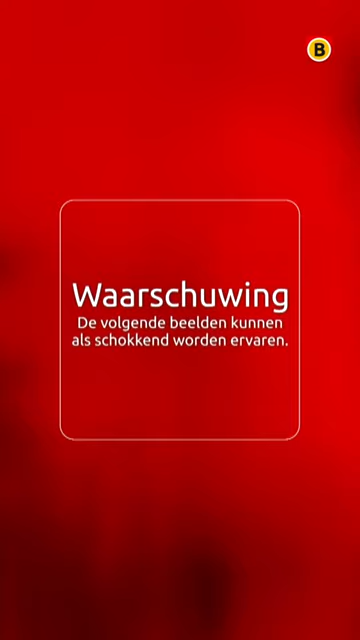 B
Waarschuwing
De volgende beelden kunnen
als schokkend worden ervaren.